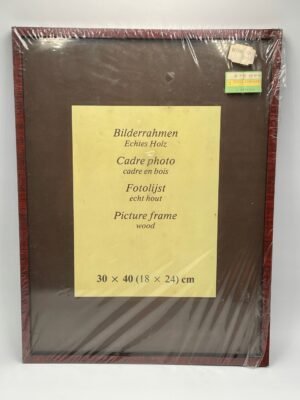 Bilderrahmen
Echtes Holz
Cadre photo
cadre en bois
Fotolijst
echt hout
Picture frame
wood
30 × 40 (18 × 24) cm